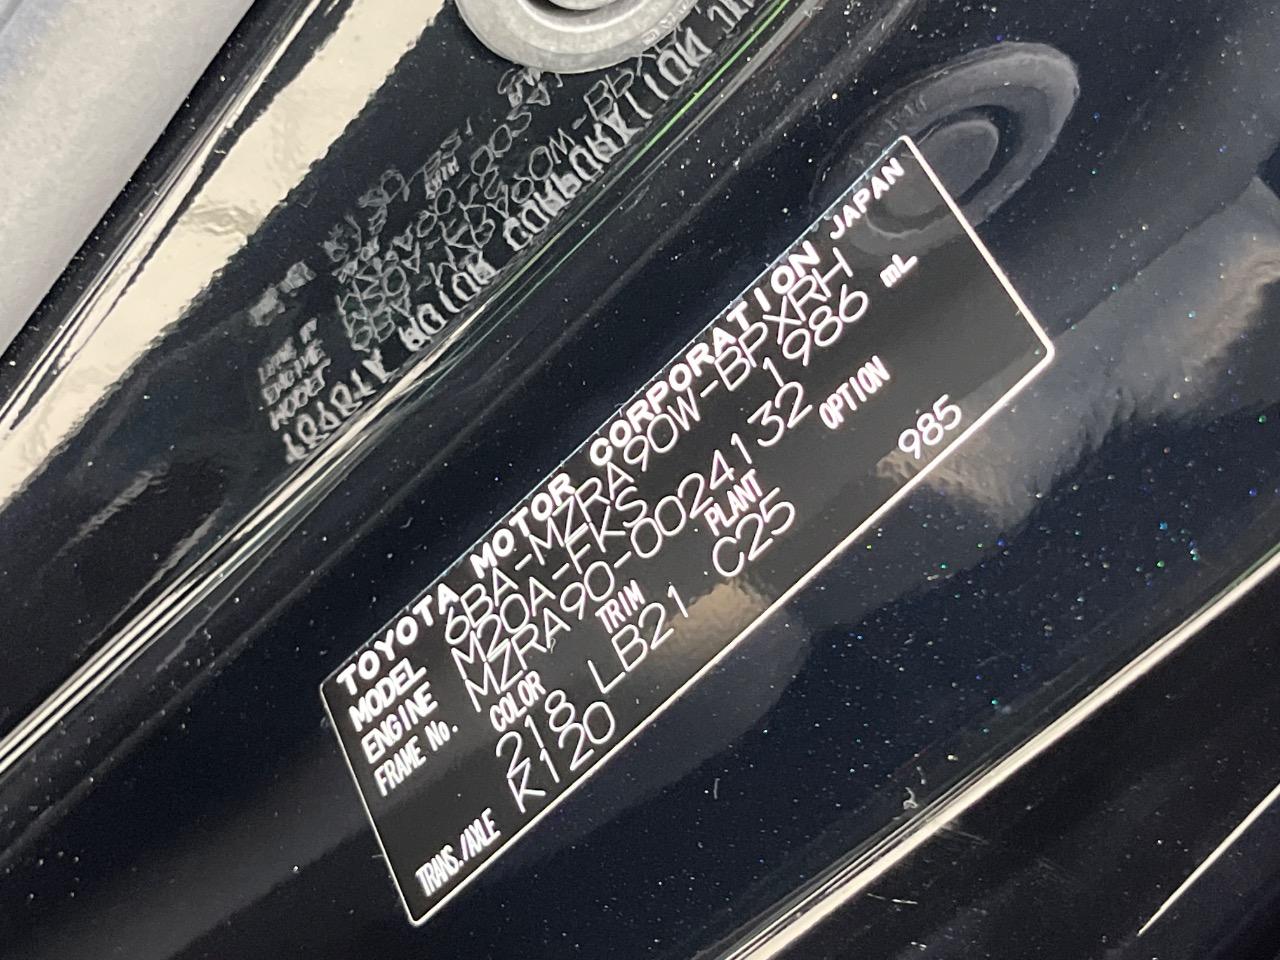 TOYOTA MOTOR CORPORATION JAPAN
MODEL 6BA-MZRA90W-BPXRH
ENGINE M20A-FKS 1986 mL
FRAME No. MZRA90-0024132
COLOR TRIM PLANT OPTION
218 LB21 C25 985
TRANS./AXLE K120